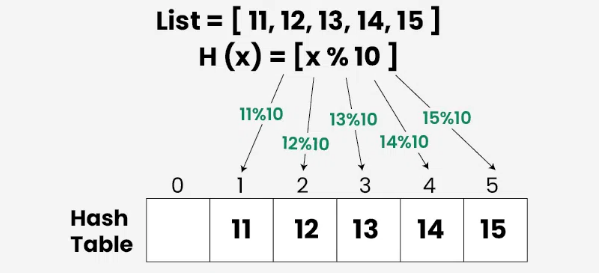 List = [ 11, 12, 13, 14, 15 ]
H (x) = [x % 10 ]
11%10
12%10
13%10
14%10
15%10
0 1 2 3 4 5
Hash
Table
11 12 13 14 15